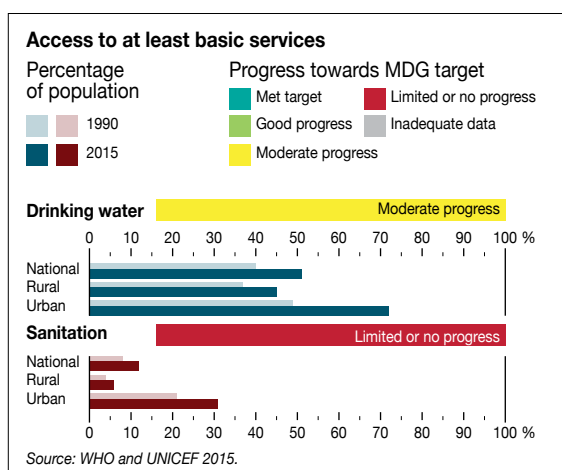 Access to at least basic services
Percentage of population
Progress towards MDG target
1990
2015
Met target
Limited or no progress
Good progress
Inadequate data
Moderate progress
Drinking water
Moderate progress
0 10 20 30 40 50 60 70 80 90 100 %
National
Rural
Urban
Sanitation
Limited or no progress
National
Rural
Urban
0 10 20 30 40 50 60 70 80 90 100 %
Source: WHO and UNICEF 2015.